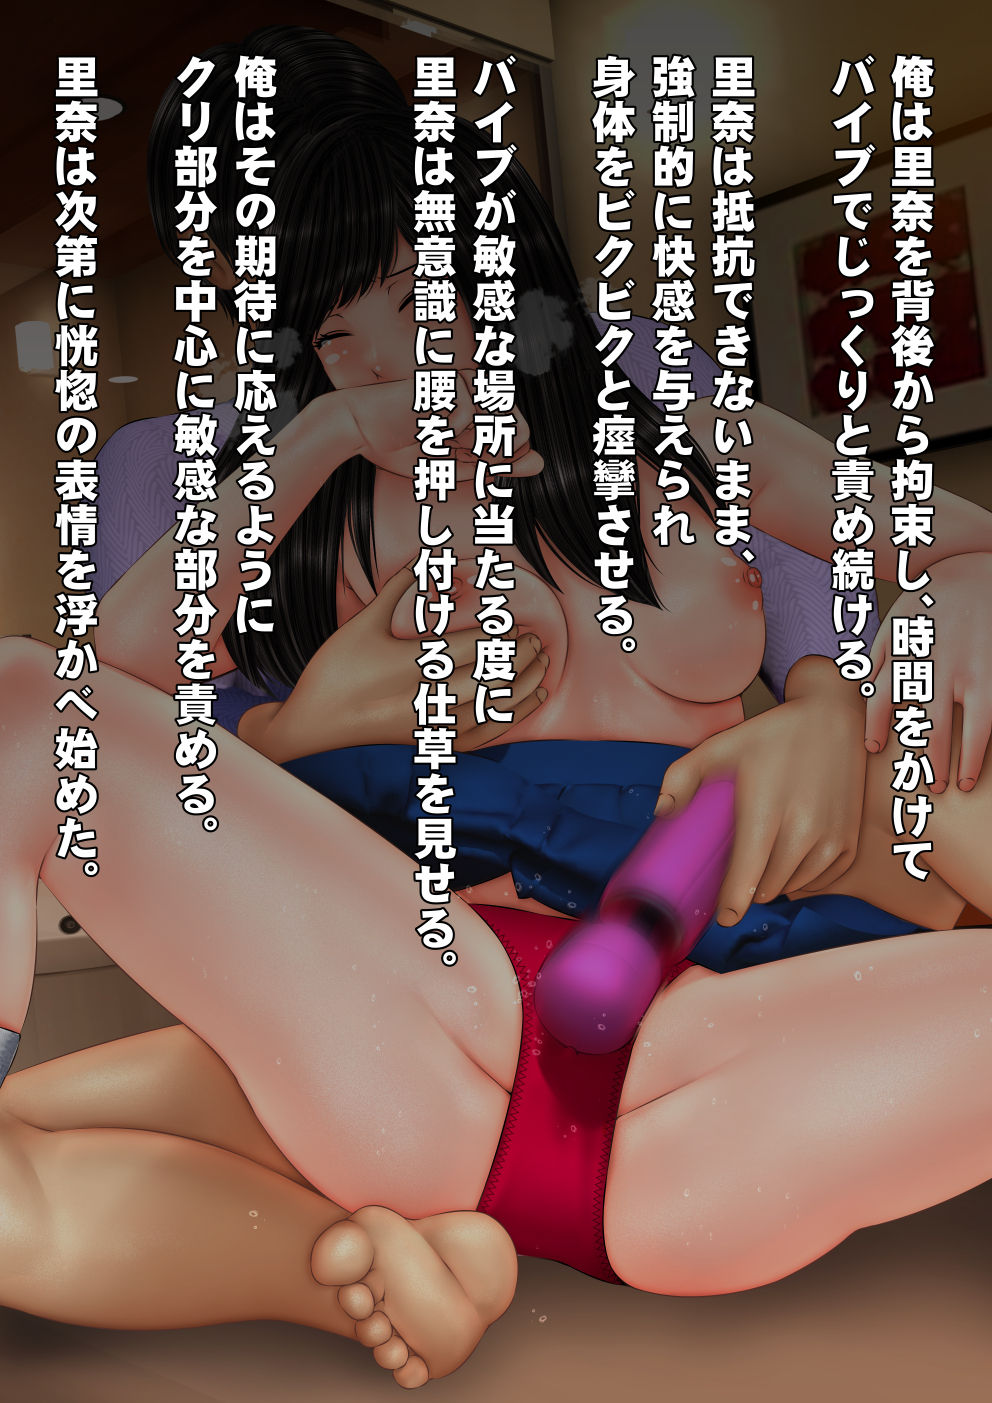 俺は里奈を背後から拘束し、時間をかけて
バイブでじっくりと責め続ける。
里奈は抵抗できないまま、
強制的に快感を与えられ
身体をビクビクと痙攣させる。
バイブが敏感な場所に当たる度に
里奈は無意識に腰を押し付ける仕草を見せる。
俺はその期待に応えるように
クリ部分を中心に敏感な部分を責める。
里奈は次第に恍惚の表情を浮かべ始めた。